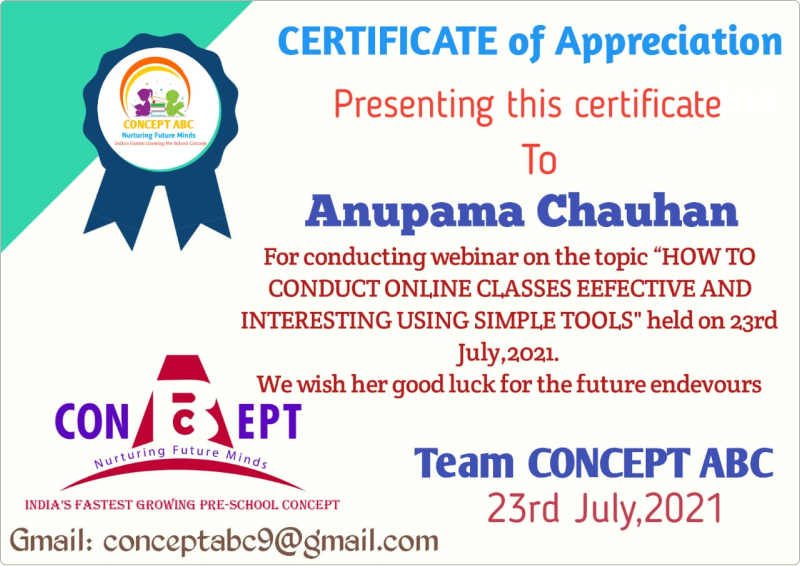 CERTIFICATE of Appreciation
CONCEPT ABC
Nurturing Future Minds
India's Fastest Growing Pre School Concept
Presenting this certificate
To
Anupama Chauhan
For conducting webinar on the topic “HOW TO
CONDUCT ONLINE CLASSES EEFECTIVE AND
INTERESTING USING SIMPLE TOOLS" held on 23rd
July,2021.
We wish her good luck for the future endevours
CON ABC EPT
Nurturing Future Minds
INDIA'S FASTEST GROWING PRE-SCHOOL CONCEPT
Team CONCEPT ABC
23rd July,2021
Gmail: conceptabc9@gmail.com